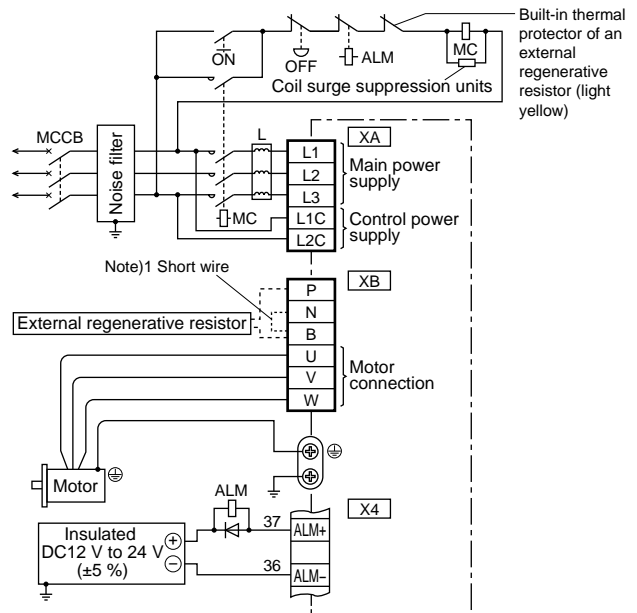 Built-in thermal
protector of an
external
regenerative
resistor (light
yellow)
ON
OFF
ALM
MC
Coil surge suppression units
MCCB
Noise filter
L
MC
XA
L1
L2
L3
L1C
L2C
Main power
supply
Control power
supply
Note)1 Short wire
XB
External regenerative resistor
P
N
B
U
V
W
Motor
connection
Motor
ALM
X4
Insulated
DC12 V to 24 V
(±5 %)
+
−
37
ALM+
36
ALM−